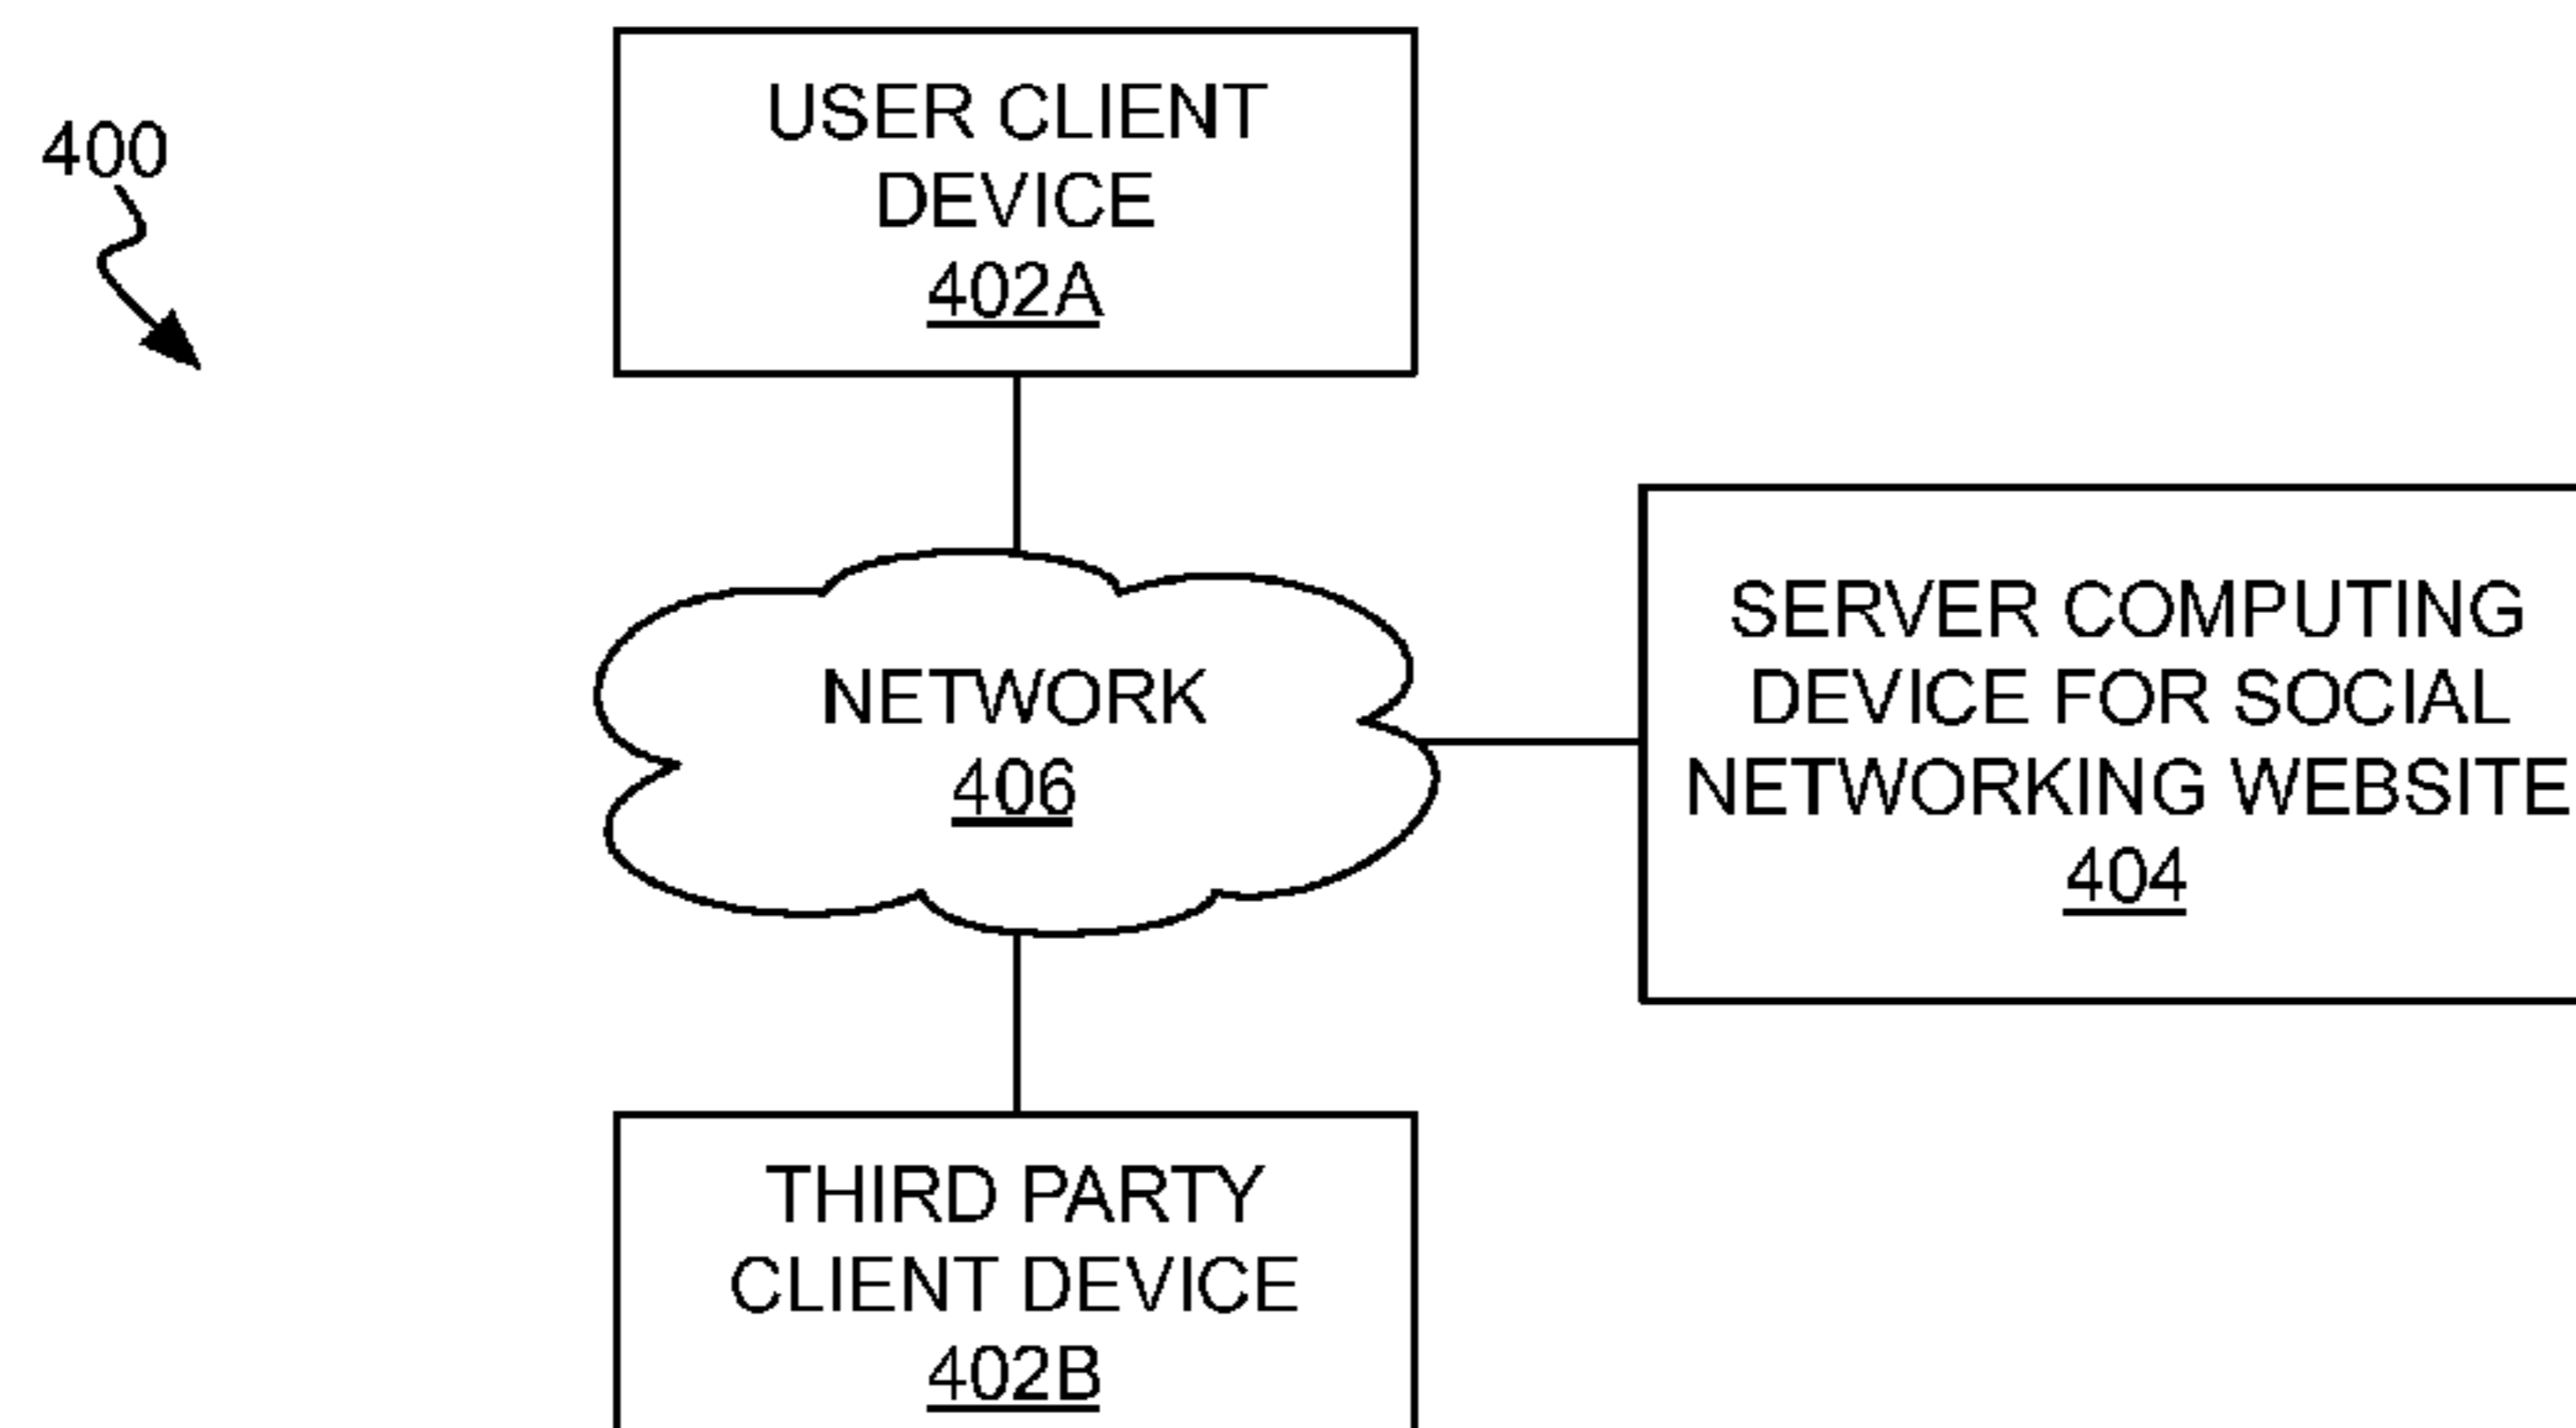 400
USER CLIENT
DEVICE
402A
NETWORK
406
SERVER COMPUTING
DEVICE FOR SOCIAL
NETWORKING WEBSITE
404
THIRD PARTY
CLIENT DEVICE
402B